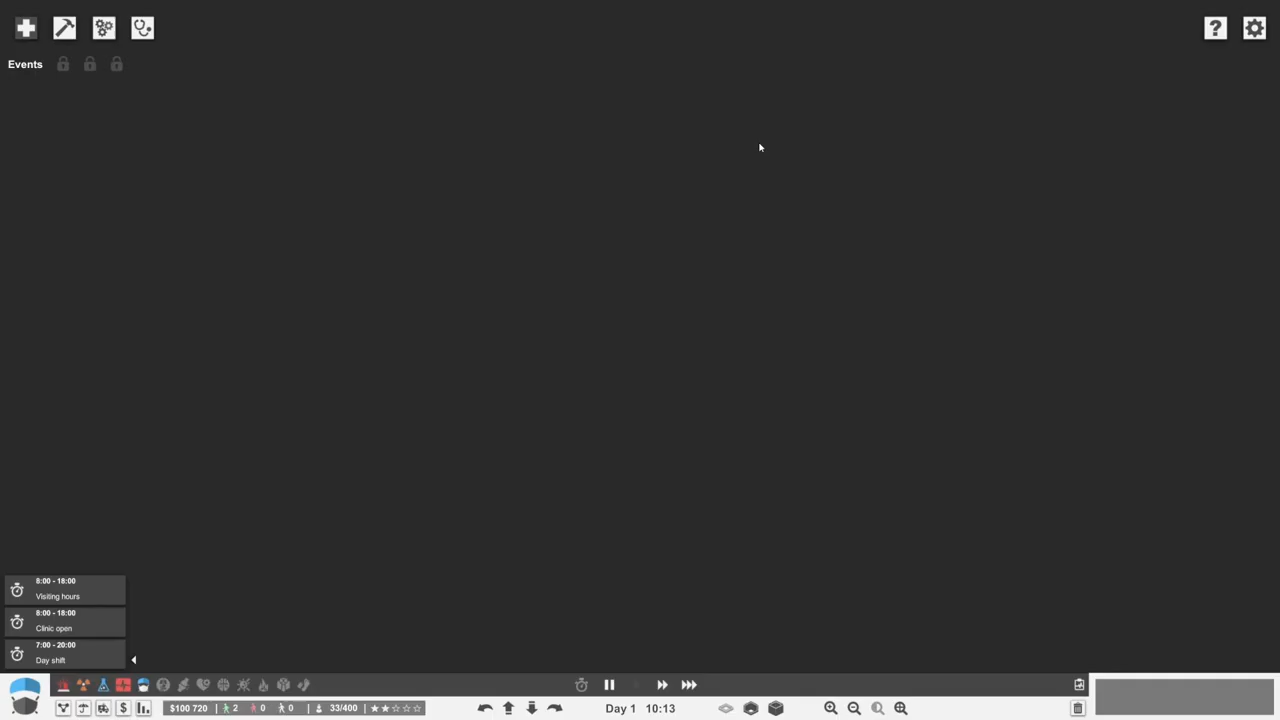 Events
8:00 - 18:00
Visiting hours
8:00 - 18:00
Clinic open
7:00 - 20:00
Day shift
$100 720 | 2 0 0 | 33/400
Day 1 10:13